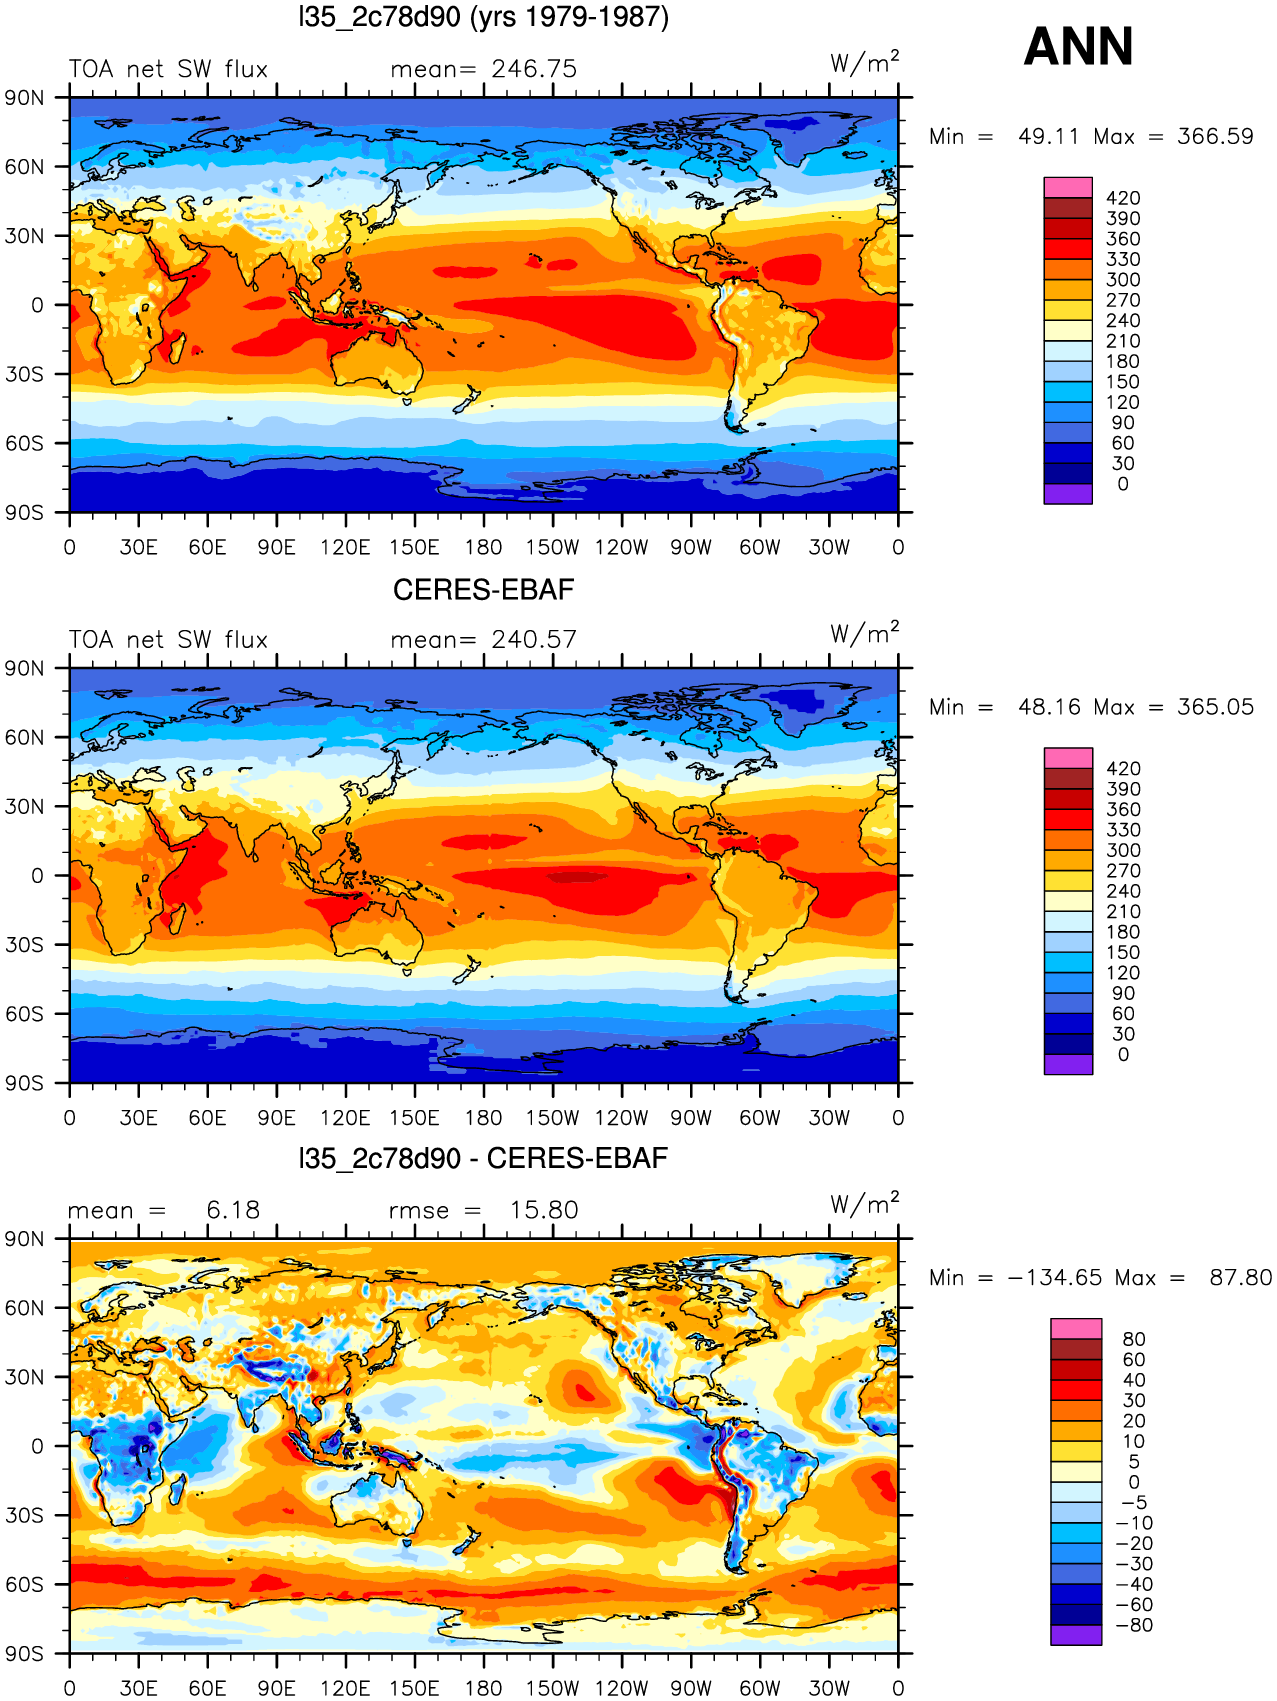 l35_2c78d90 (yrs 1979-1987)
ANN
TOA net SW flux mean= 246.75 W/m²
Min = 49.11 Max = 366.59
90N
60N
30N
0
30S
60S
90S
0 30E 60E 90E 120E 150E 180 150W 120W 90W 60W 30W 0
420
390
360
330
300
270
240
210
180
150
120
90
60
30
0
CERES-EBAF
TOA net SW flux mean= 240.57 W/m²
Min = 48.16 Max = 365.05
90N
60N
30N
0
30S
60S
90S
0 30E 60E 90E 120E 150E 180 150W 120W 90W 60W 30W 0
420
390
360
330
300
270
240
210
180
150
120
90
60
30
0
l35_2c78d90 - CERES-EBAF
mean = 6.18 rmse = 15.80 W/m²
Min = −134.65 Max = 87.80
90N
60N
30N
0
30S
60S
90S
0 30E 60E 90E 120E 150E 180 150W 120W 90W 60W 30W 0
80
60
40
30
20
10
5
0
−5
−10
−20
−30
−40
−60
−80